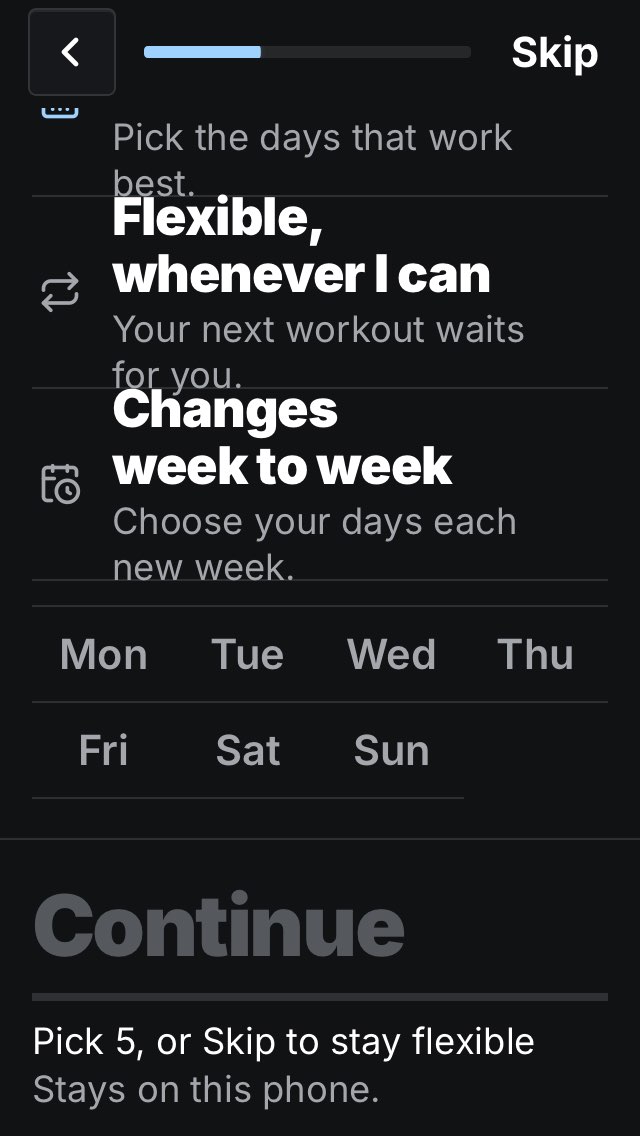 Skip
Pick the days that work
best.
Flexible,
whenever I can
Your next workout waits
for you.
Changes
week to week
Choose your days each
new week.
Mon Tue Wed Thu
Fri Sat Sun
Continue
Pick 5, or Skip to stay flexible
Stays on this phone.